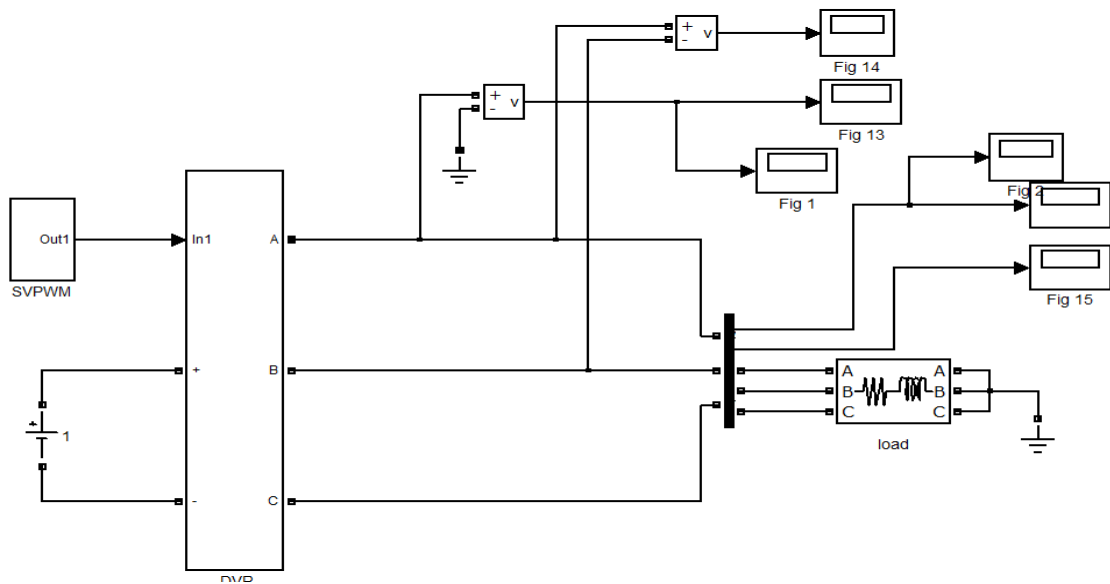 +
-
v
Fig 14
+
-
v
Fig 13
Fig 1
Fig 2
Out1
SVPWM
In1
A
Fig 15
+
B
A
B
C
A
B
C
load
+
1
-
C
DVR